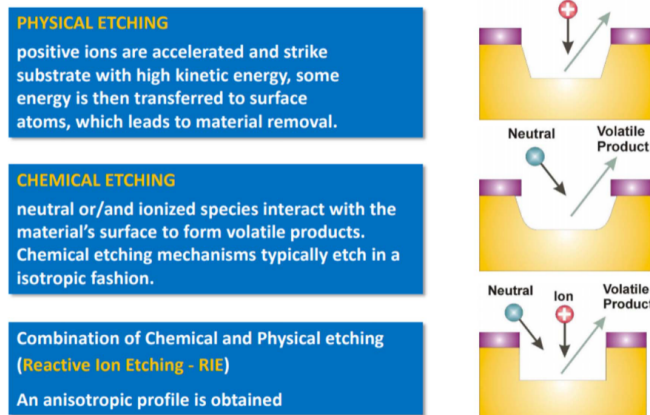 PHYSICAL ETCHING
positive ions are accelerated and strike
substrate with high kinetic energy, some
energy is then transferred to surface
atoms, which leads to material removal.
+
Neutral
Volatile
Product
CHEMICAL ETCHING
neutral or/and ionized species interact with the
material's surface to form volatile products.
Chemical etching mechanisms typically etch in a
isotropic fashion.
Combination of Chemical and Physical etching
(Reactive Ion Etching - RIE)
An anisotropic profile is obtained
Neutral
Ion
+
Volatile
Product